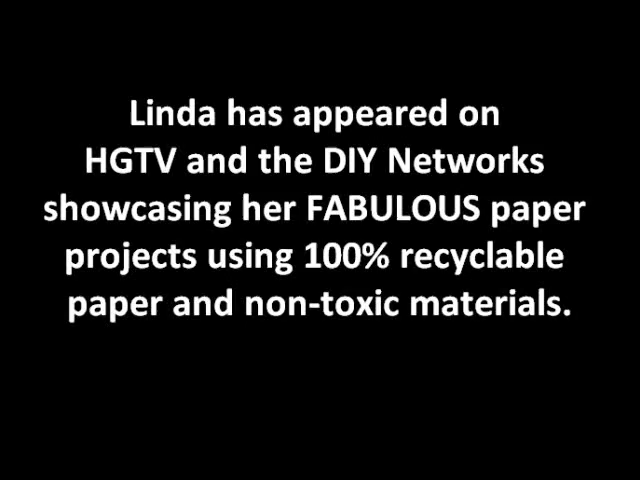 Linda has appeared on
HGTV and the DIY Networks
showcasing her FABULOUS paper
projects using 100% recyclable
paper and non-toxic materials.